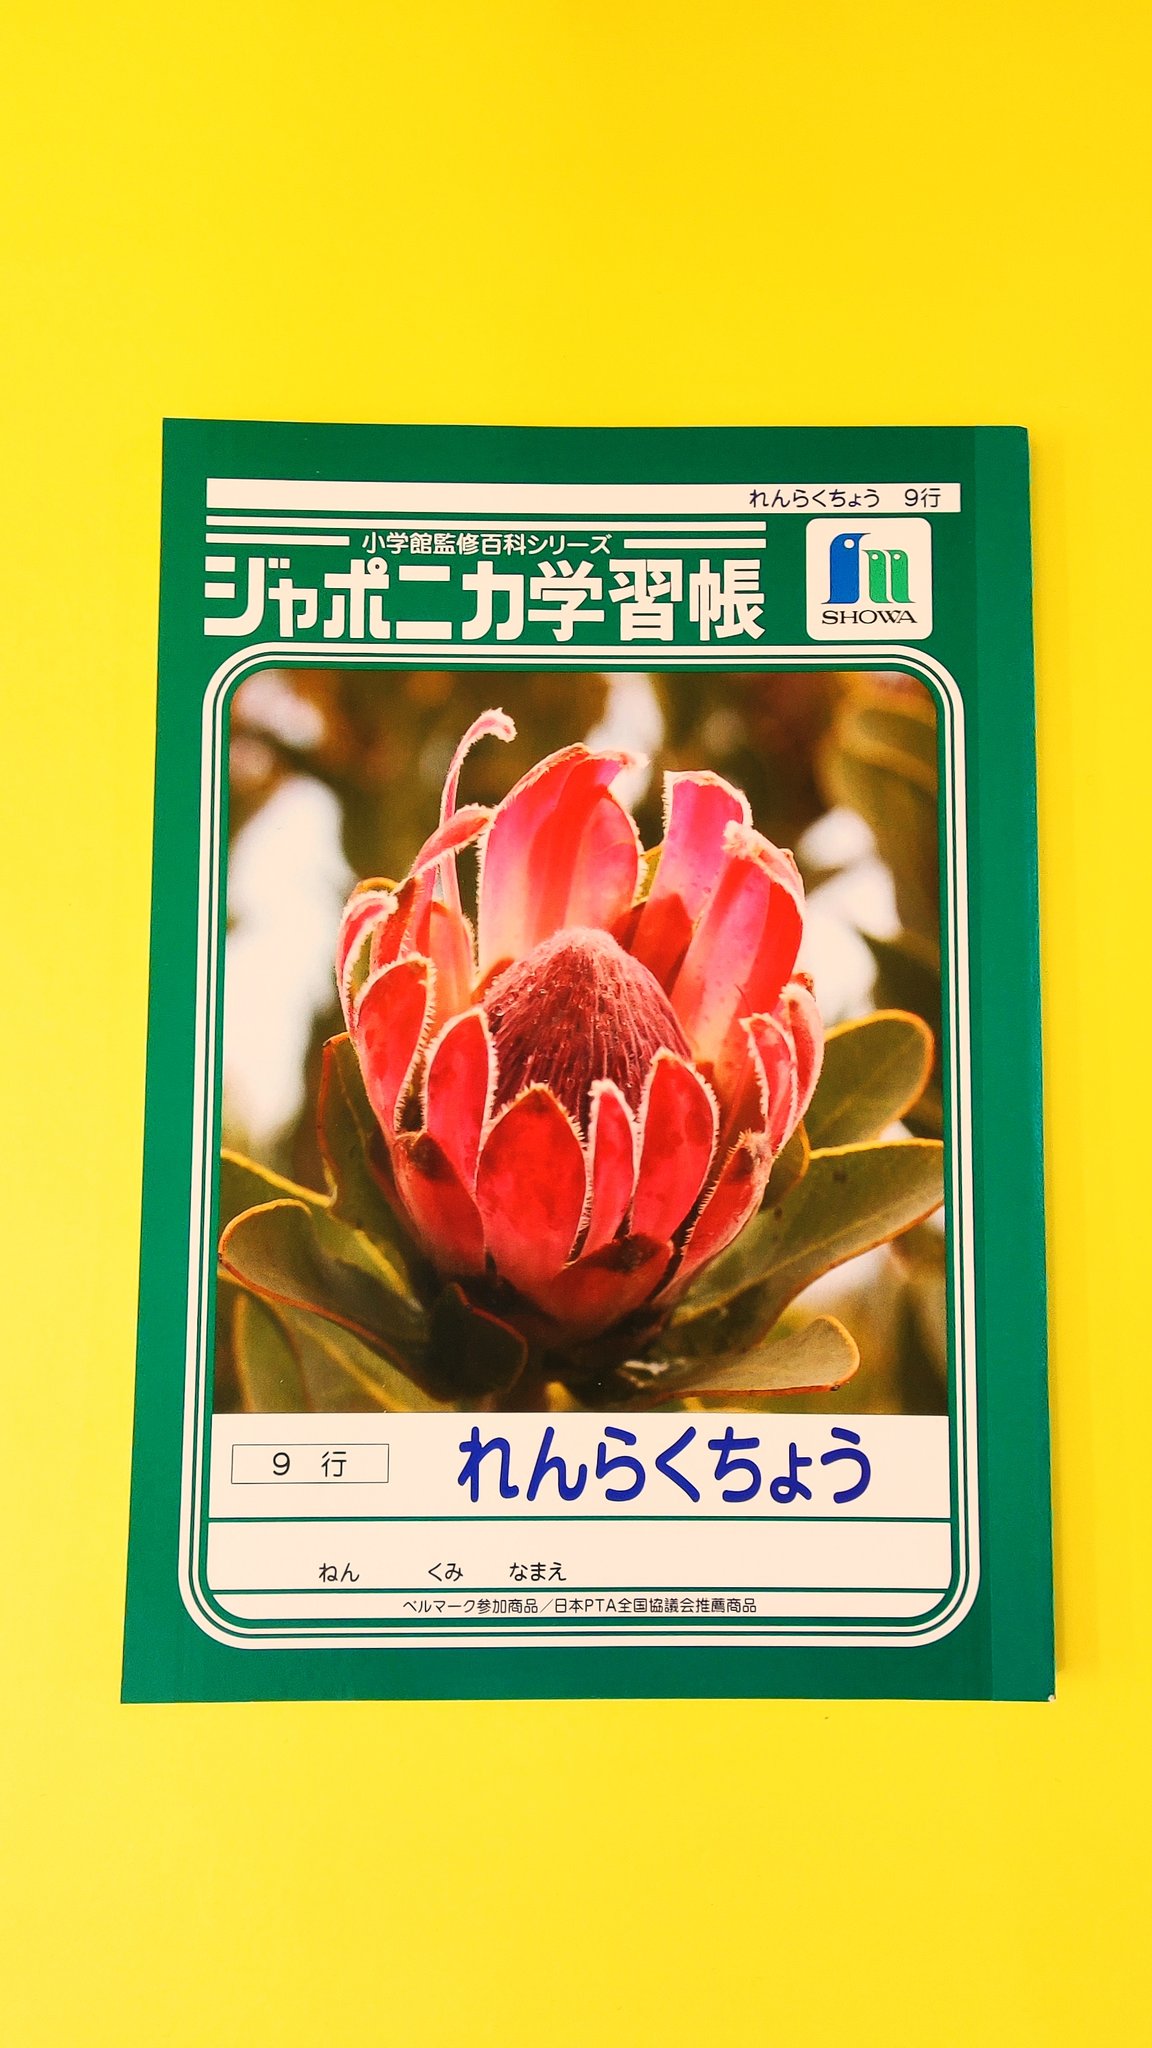 れんらくちょう 9行
小学館監修百科シリーズ
ジャポニカ学習帳
SHOWA
9 行
れんらくちょう
ねん くみ なまえ
ベルマーク参加商品/日本PTA全国協議会推薦商品